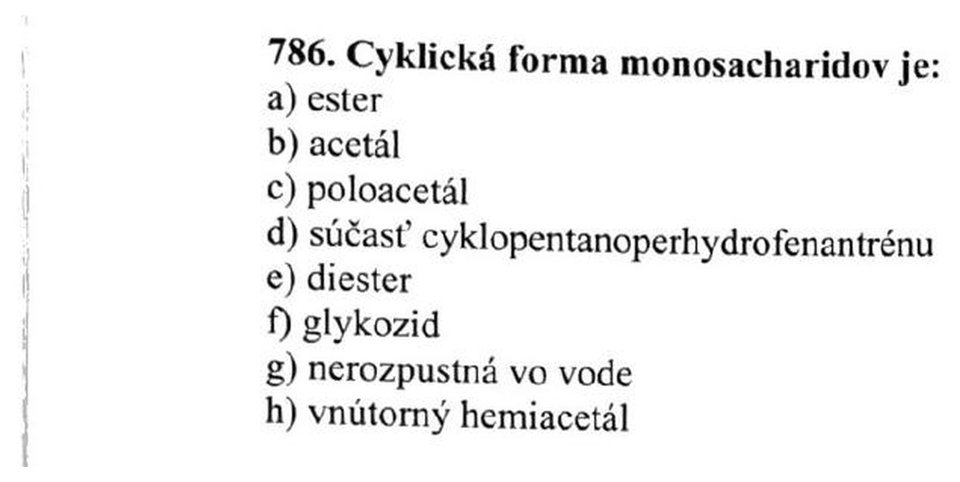 786. Cyklická forma monosacharidov je:
a) ester
b) acetál
c) poloacetál
d) súčasť cyklopentanoperhydrofenantrénu
e) diester
f) glykozid
g) nerozpustná vo vode
h) vnútorný hemiacetál